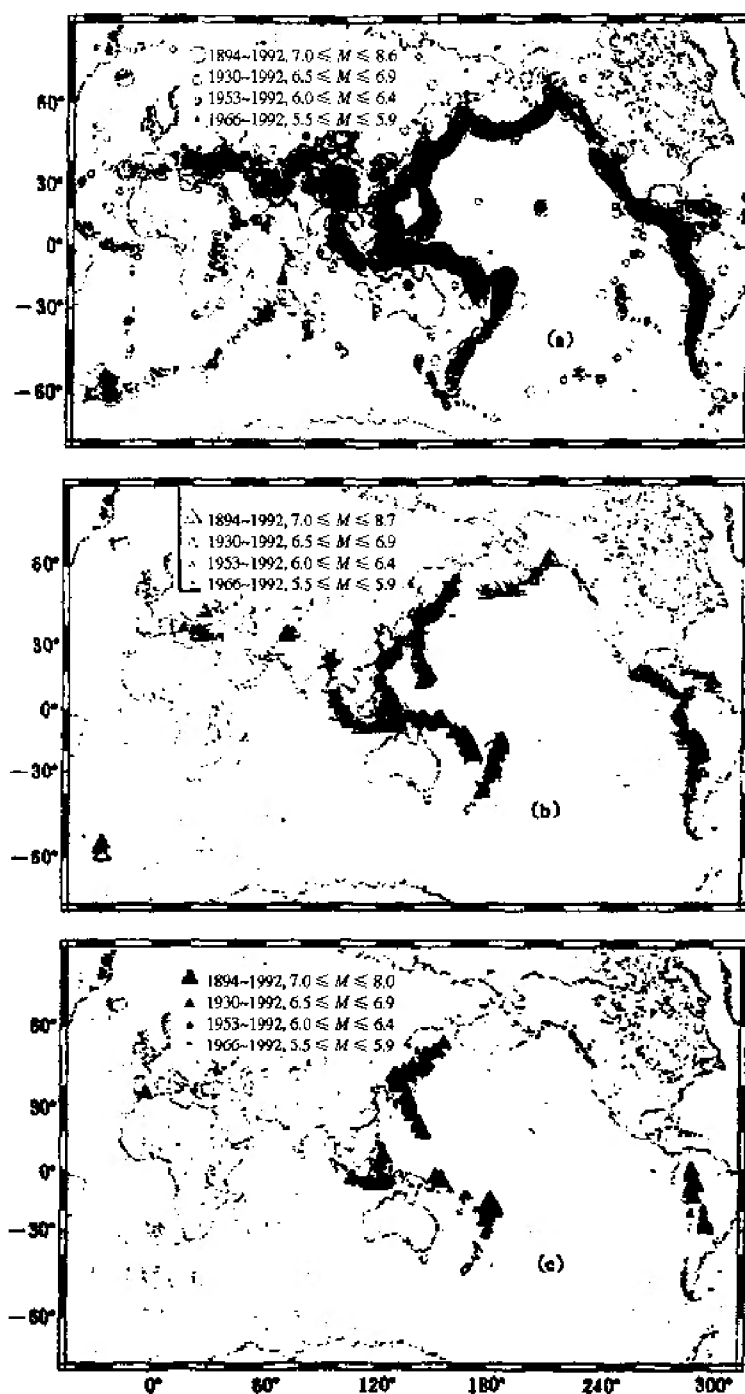 1894~1992, 7.0 ≤ M ≤ 8.6
1930~1992, 6.5 ≤ M ≤ 6.9
1953~1992, 6.0 ≤ M ≤ 6.4
1966~1992, 5.5 ≤ M ≤ 5.9
60°
30°
0°
-30°
-60°
(a)
1894~1992, 7.0 ≤ M ≤ 8.7
1930~1992, 6.5 ≤ M ≤ 6.9
1953~1992, 6.0 ≤ M ≤ 6.4
1966~1992, 5.5 ≤ M ≤ 5.9
60°
30°
0°
-30°
-60°
(b)
1894~1992, 7.0 ≤ M ≤ 8.0
1930~1992, 6.5 ≤ M ≤ 6.9
1953~1992, 6.0 ≤ M ≤ 6.4
1966~1992, 5.5 ≤ M ≤ 5.9
60°
30°
0°
-30°
-60°
(c)
0° 60° 120° 180° 240° 300°